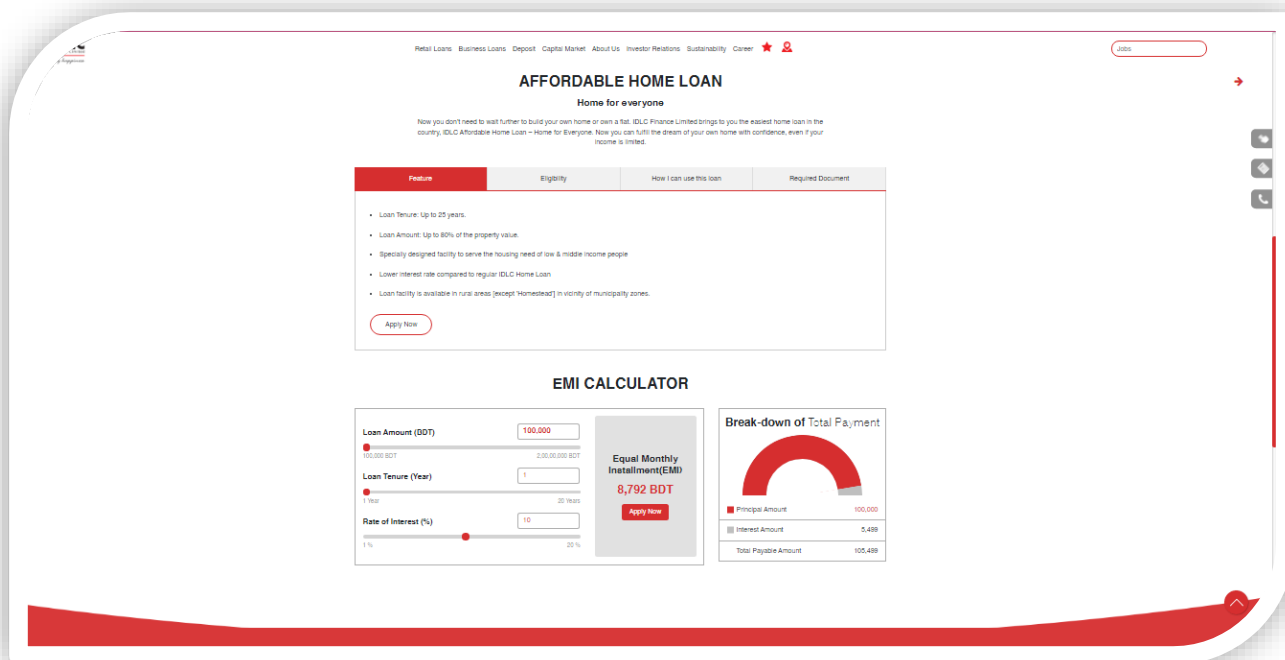 Retail Loans Business Loans Deposit Capital Market About Us Investor Relations Sustainability Career
Jobs
AFFORDABLE HOME LOAN
Home for everyone
Now you don't need to wait further to build your own home or own a flat. IDLC Finance Limited brings to you the easiest home loan in the
country, IDLC Affordable Home Loan – Home for Everyone. Now you can fulfil the dream of your own home with confidence, even if your
income is limited.
Feature Eligibility How I can use this loan Required Document
• Loan Tenure: Up to 25 years.
• Loan Amount: Up to 80% of the property value.
• Specially designed facility to serve the housing need of low & middle income people
• Lower interest rate compared to regular IDLC Home Loan
• Loan facility is available in rural areas [except 'Homestead'] in vicinity of municipality zones.
Apply Now
EMI CALCULATOR
Loan Amount (BDT) 100,000
100,000 BDT 2,00,00,000 BDT
Loan Tenure (Year) 1
1 Year 20 Years
Rate of Interest (%) 10
1 % 20 %
Equal Monthly
Installment(EMI)
8,792 BDT
Apply Now
Break-down of Total Payment
Principal Amount 100,000
Interest Amount 5,499
Total Payable Amount 105,499